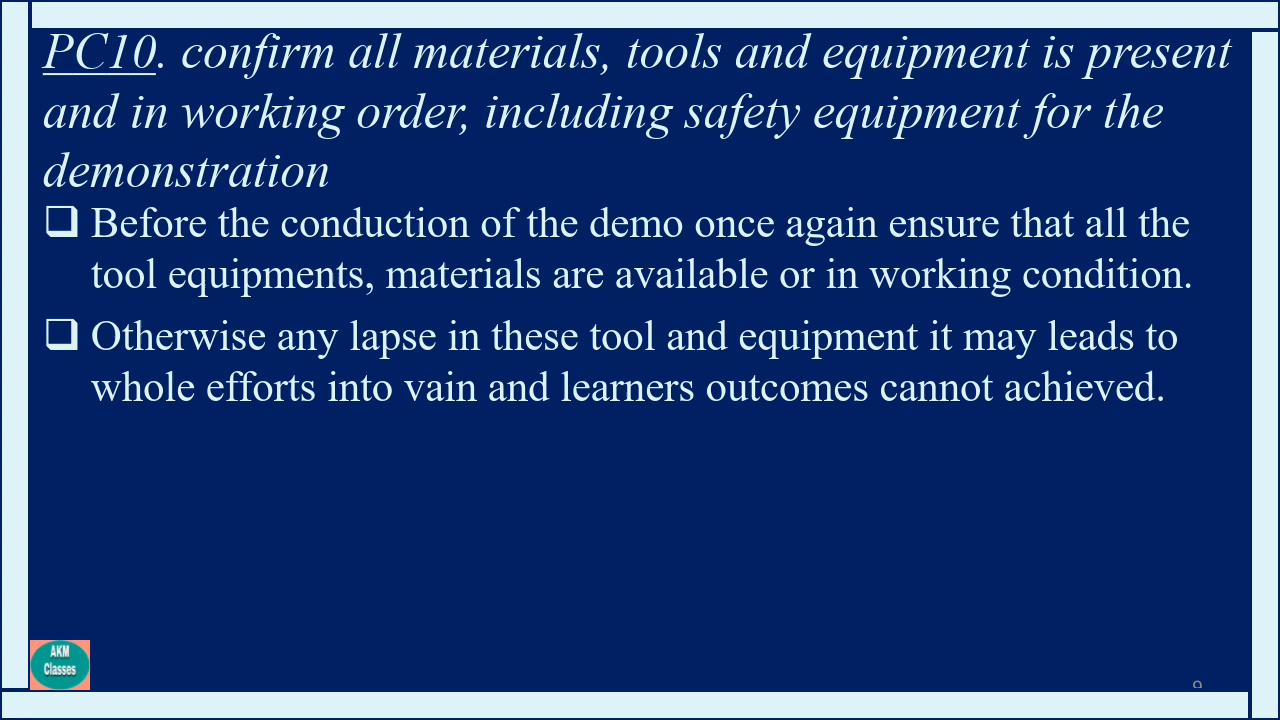 PC10. confirm all materials, tools and equipment is present
and in working order, including safety equipment for the
demonstration
❑ Before the conduction of the demo once again ensure that all the
tool equipments, materials are available or in working condition.
❑ Otherwise any lapse in these tool and equipment it may leads to
whole efforts into vain and learners outcomes cannot achieved.
AKM
Classes